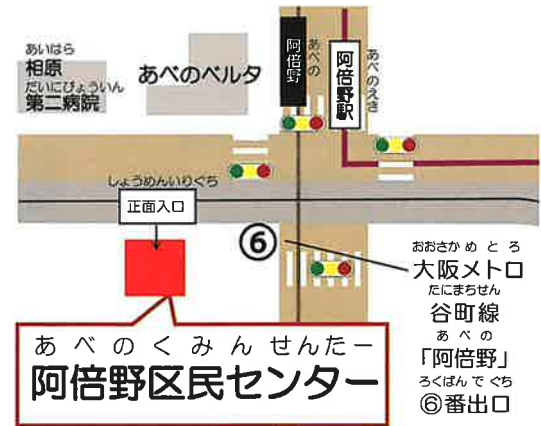 あいはら
相原
だいにびょういん
第二病院
あべのベルタ
阿倍野
あべの
阿倍野駅
あべのえき
しょうめんいりぐち
正面入口
⑥
おおさかめとろ
大阪メトロ
たにまちせん
谷町線
あべの
「阿倍野」
ろくばんでぐち
⑥番出口
あべのくみんせんたー
阿倍野区民センター